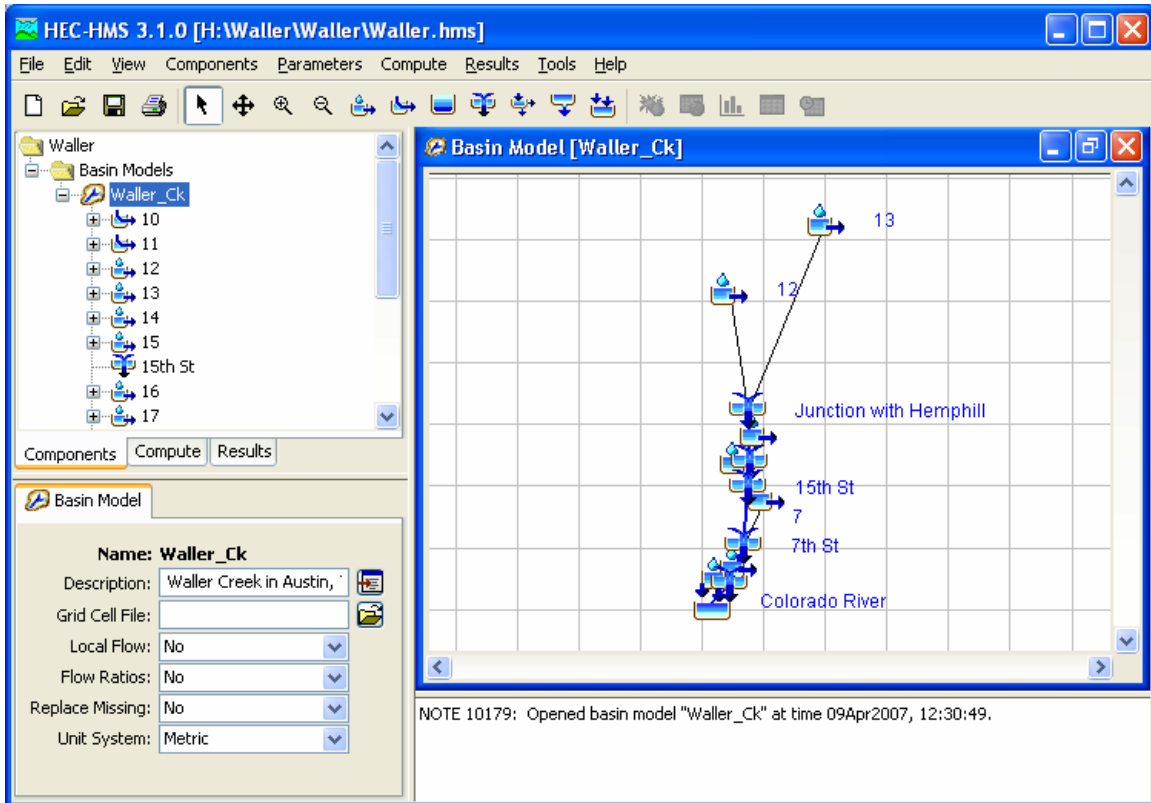 HEC-HMS 3.1.0 [H:\Waller\Waller\Waller.hms]
File Edit View Components Parameters Compute Results Tools Help
Waller
Basin Models
Waller_Ck
10
11
12
13
14
15
15th St
16
17
Components Compute Results
Basin Model
Name: Waller_Ck
Description: Waller Creek in Austin,
Grid Cell File:
Local Flow: No
Flow Ratios: No
Replace Missing: No
Unit System: Metric
Basin Model [Waller_Ck]
13
12
Junction with Hemphill
15th St
7
7th St
Colorado River
NOTE 10179: Opened basin model "Waller_Ck" at time 09Apr2007, 12:30:49.